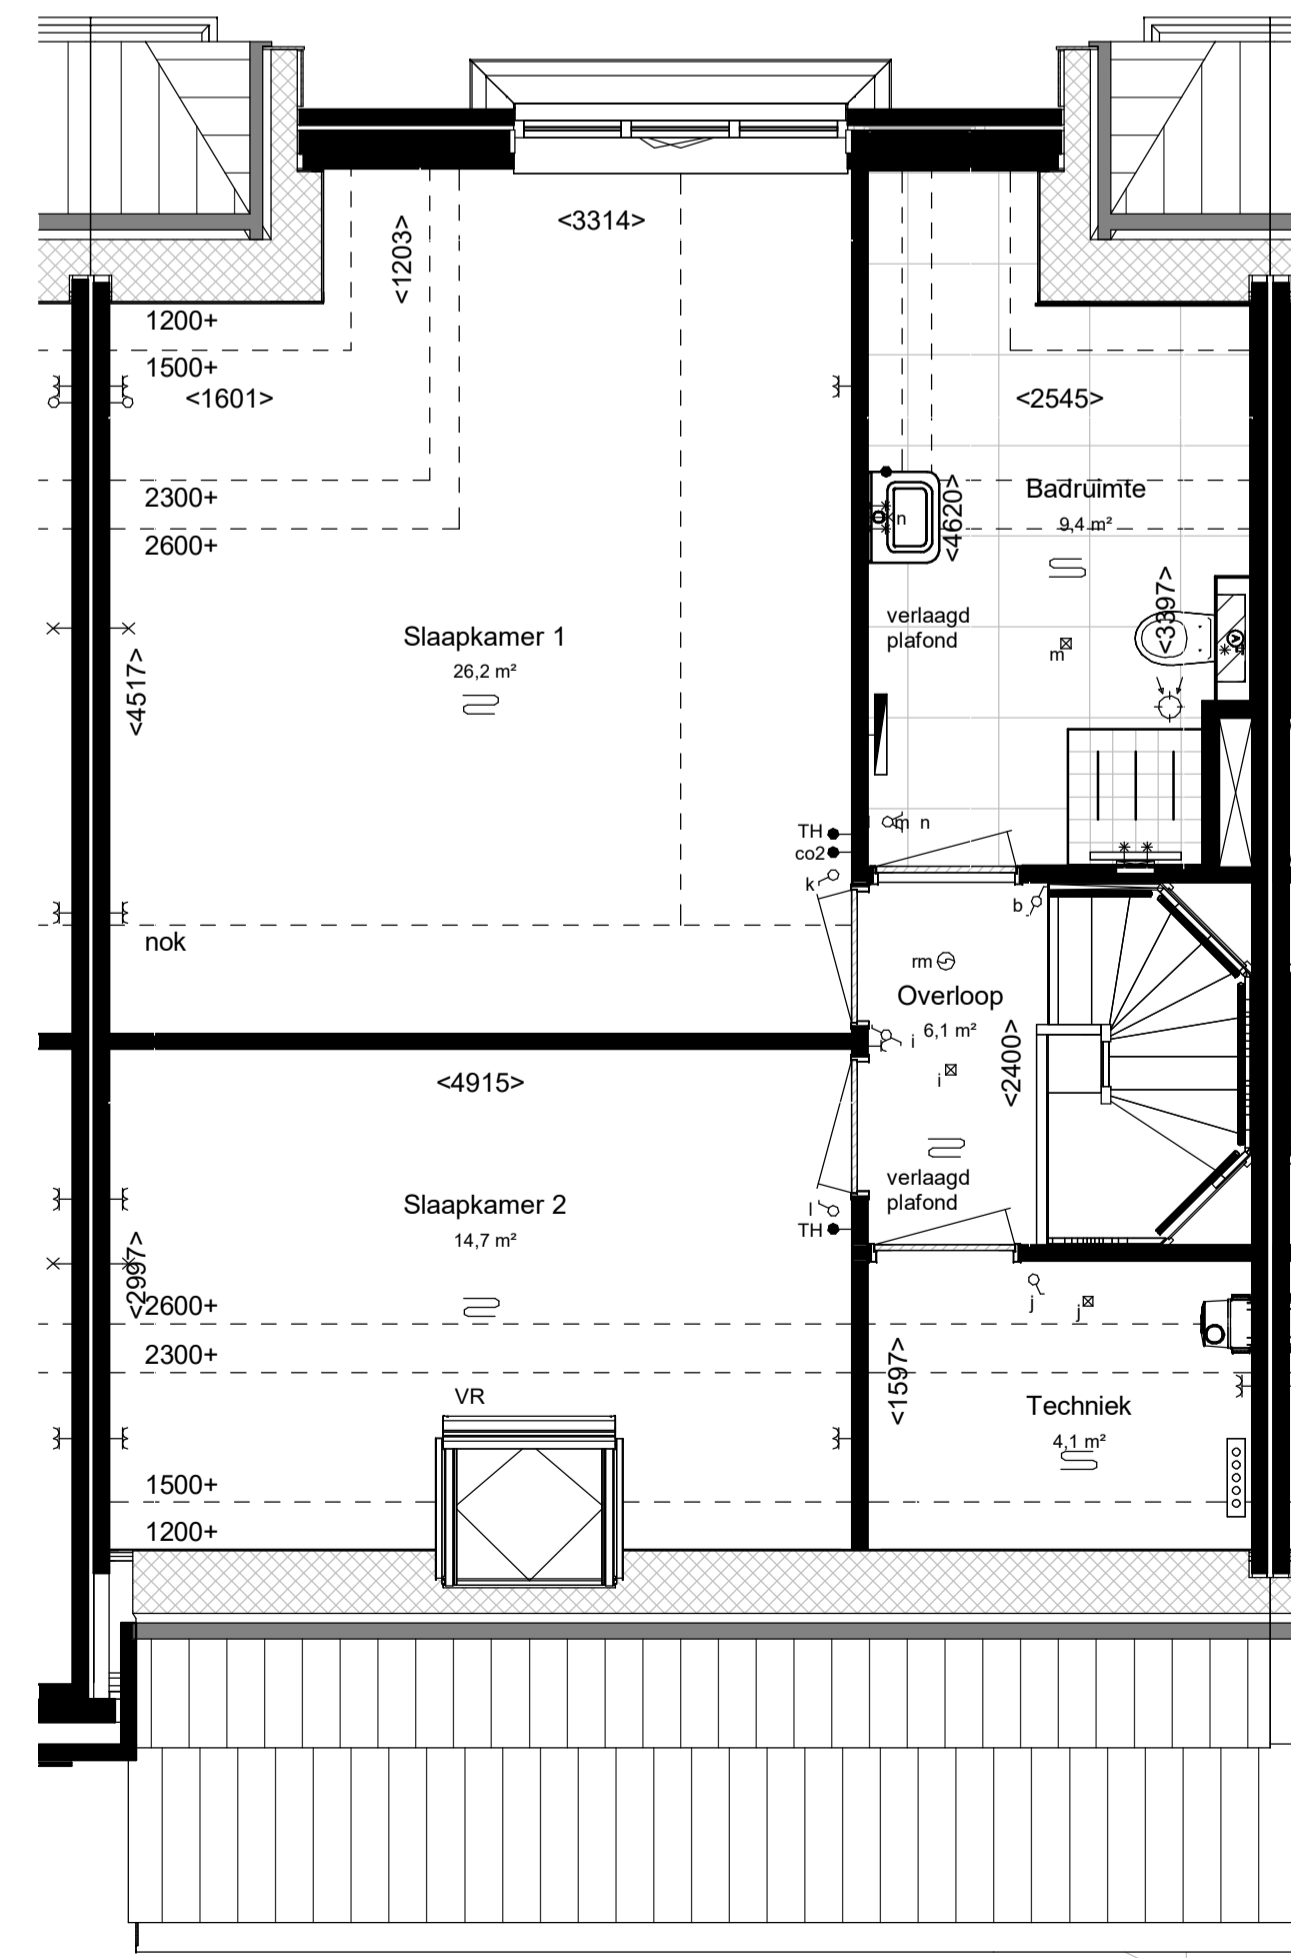 <3314>
<1203>
1200+
1500+
<1601>
<2545>
2300+
2600+
Badruimte
9,4 m²
<4620>
n
<3397>
verlaagd
plafond
m
Slaapkamer 1
26,2 m²
<4517>
TH
m n
co2
k
b
nok
rm
Overloop
6,1 m²
i
<2400>
i
<4915>
verlaagd
plafond
Slaapkamer 2
14,7 m²
l
TH
<2997>
2600+
j
j
2300+
<1597>
VR
Techniek
4,1 m²
1500+
1200+